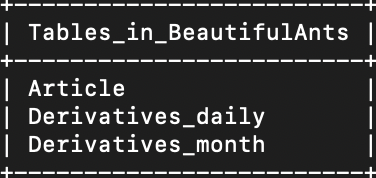 Tables_in_BeautifulAnts
Article
Derivatives_daily
Derivatives_month